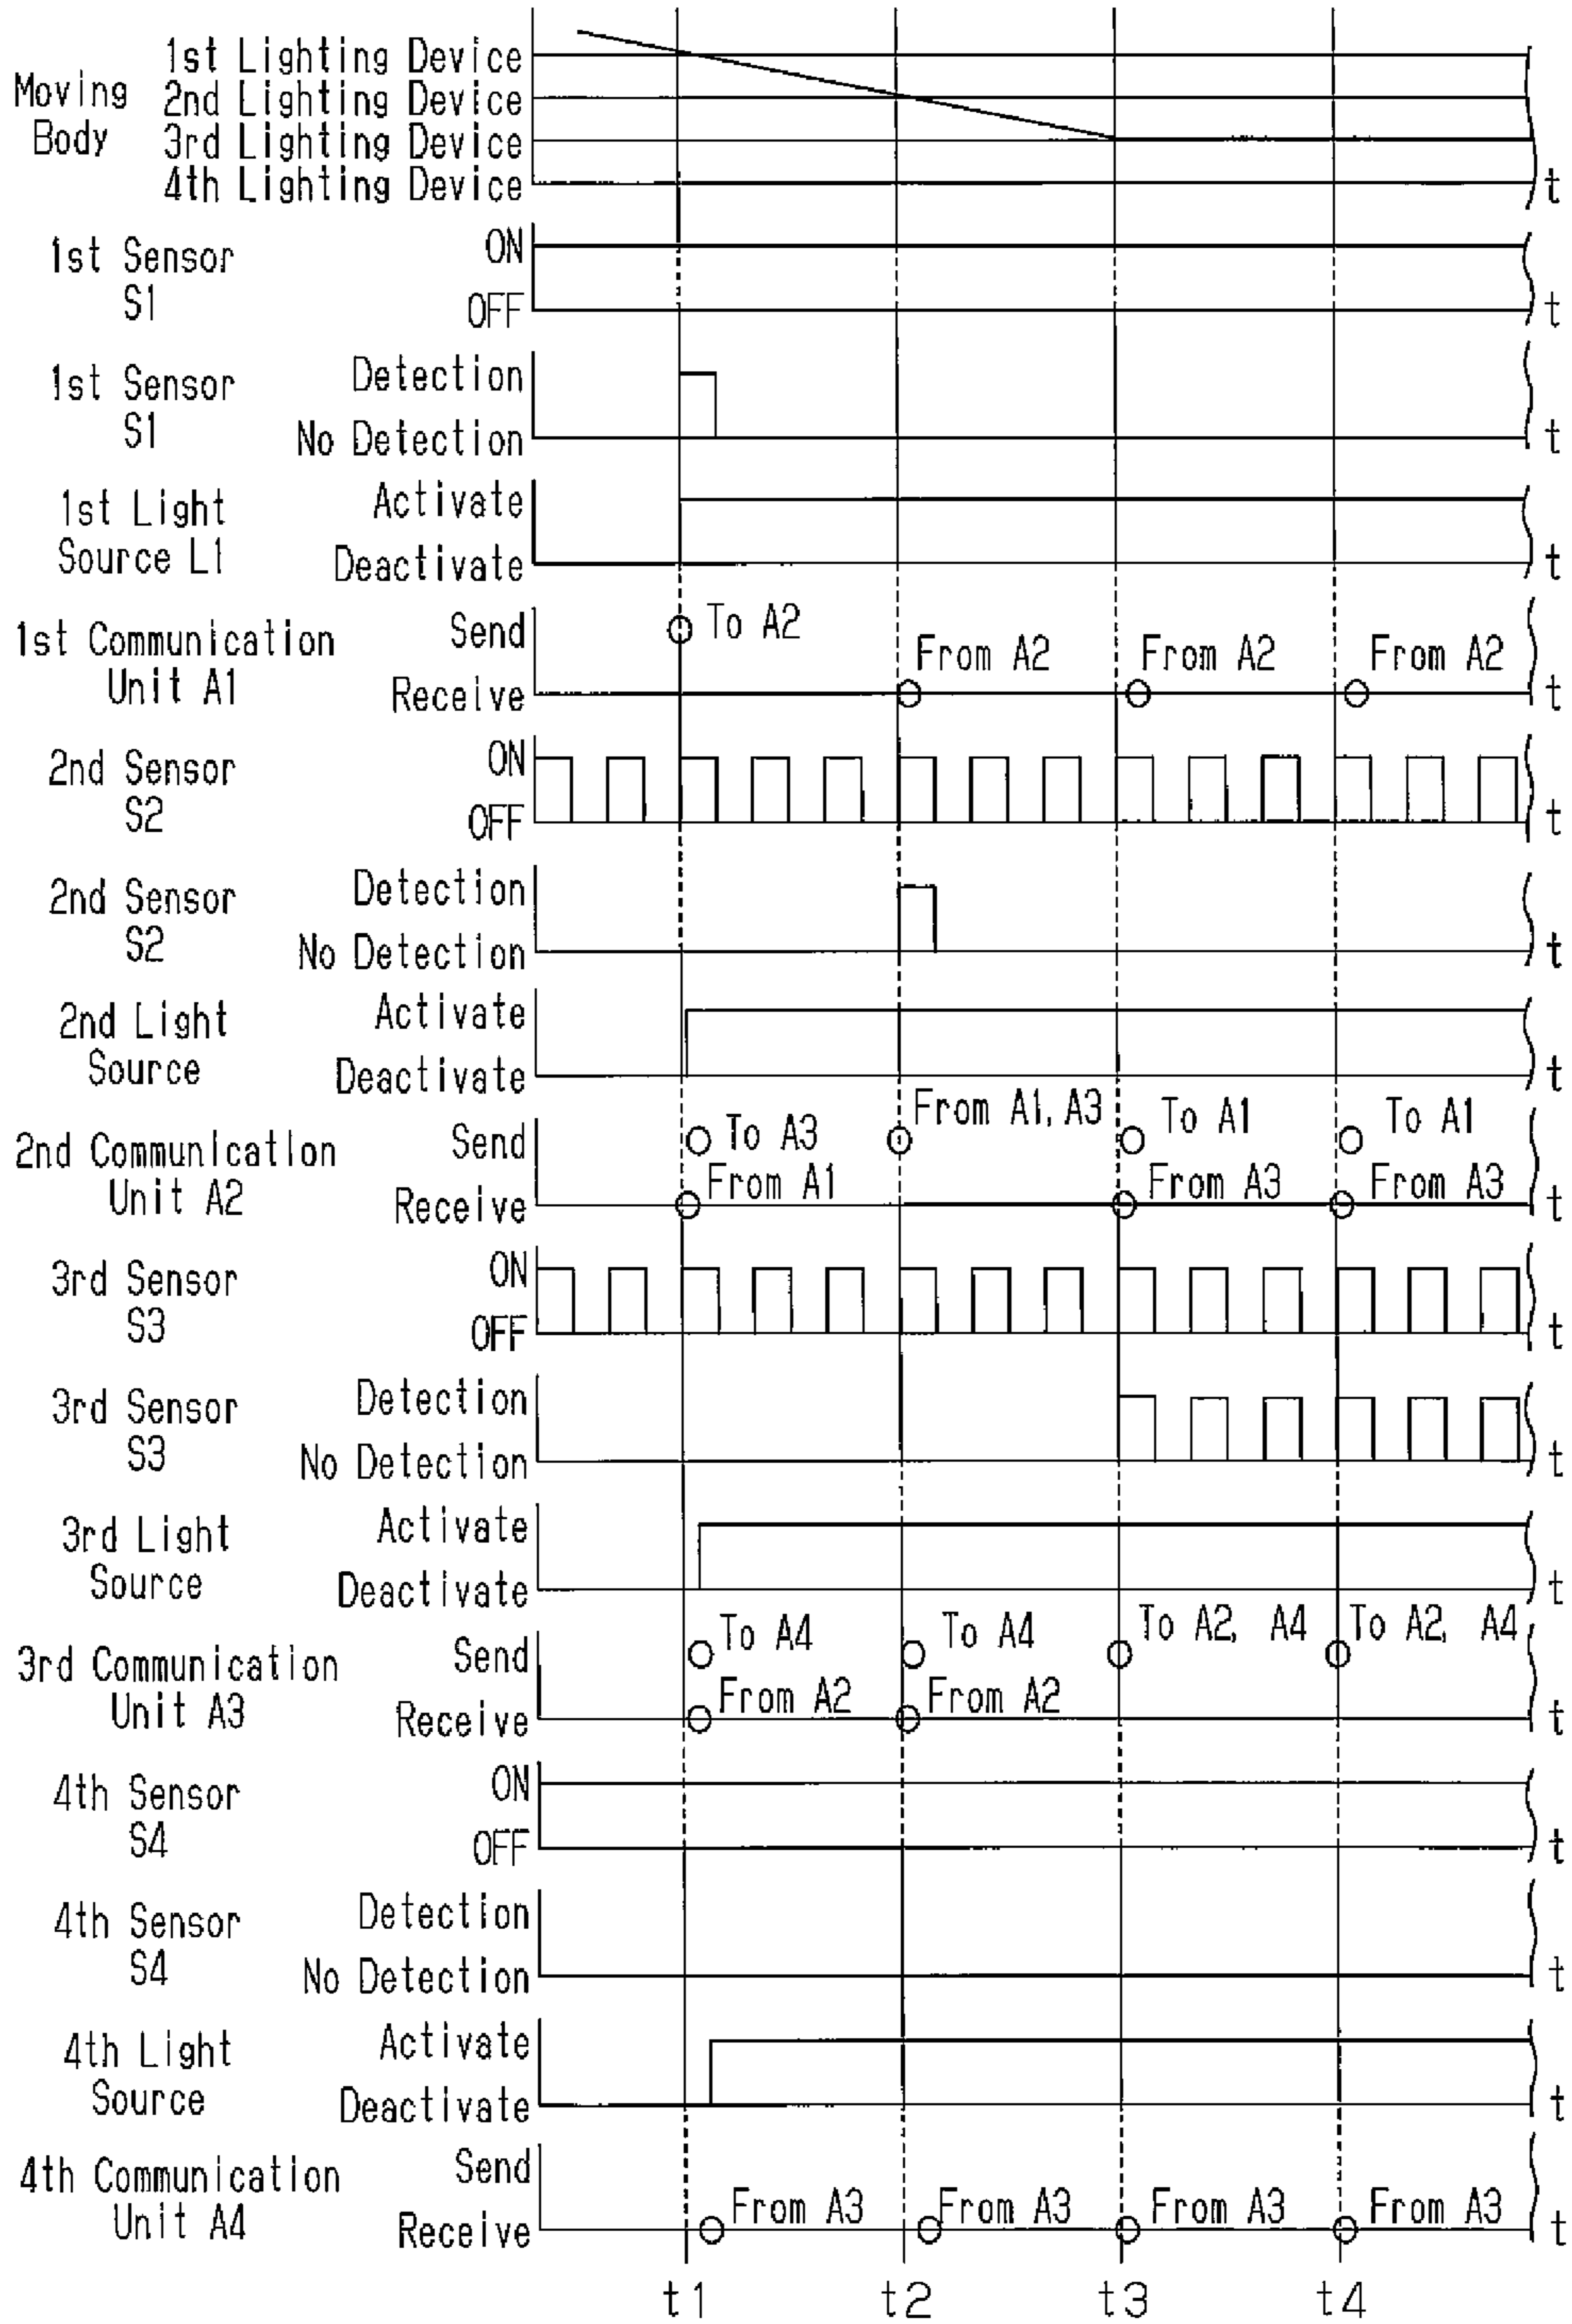 1st Lighting Device
Moving
Body
2nd Lighting Device
3rd Lighting Device
4th Lighting Device
t
1st Sensor
S1
ON
OFF
t
1st Sensor
S1
Detection
No Detection
t
1st Light
Source L1
Activate
Deactivate
t
1st Communication
Unit A1
Send
To A2
Receive
From A2
From A2
From A2
t
2nd Sensor
S2
ON
OFF
t
2nd Sensor
S2
Detection
No Detection
t
2nd Light
Source
Activate
Deactivate
t
2nd Communication
Unit A2
Send
To A3
From A1, A3
To A1
To A1
Receive
From A1
From A3
From A3
t
3rd Sensor
S3
ON
OFF
t
3rd Sensor
S3
Detection
No Detection
t
3rd Light
Source
Activate
Deactivate
t
3rd Communication
Unit A3
Send
To A4
To A4
To A2, A4
To A2, A4
Receive
From A2
From A2
t
4th Sensor
S4
ON
OFF
t
4th Sensor
S4
Detection
No Detection
t
4th Light
Source
Activate
Deactivate
t
4th Communication
Unit A4
Send
Receive
From A3
From A3
From A3
From A3
t
t1 t2 t3 t4